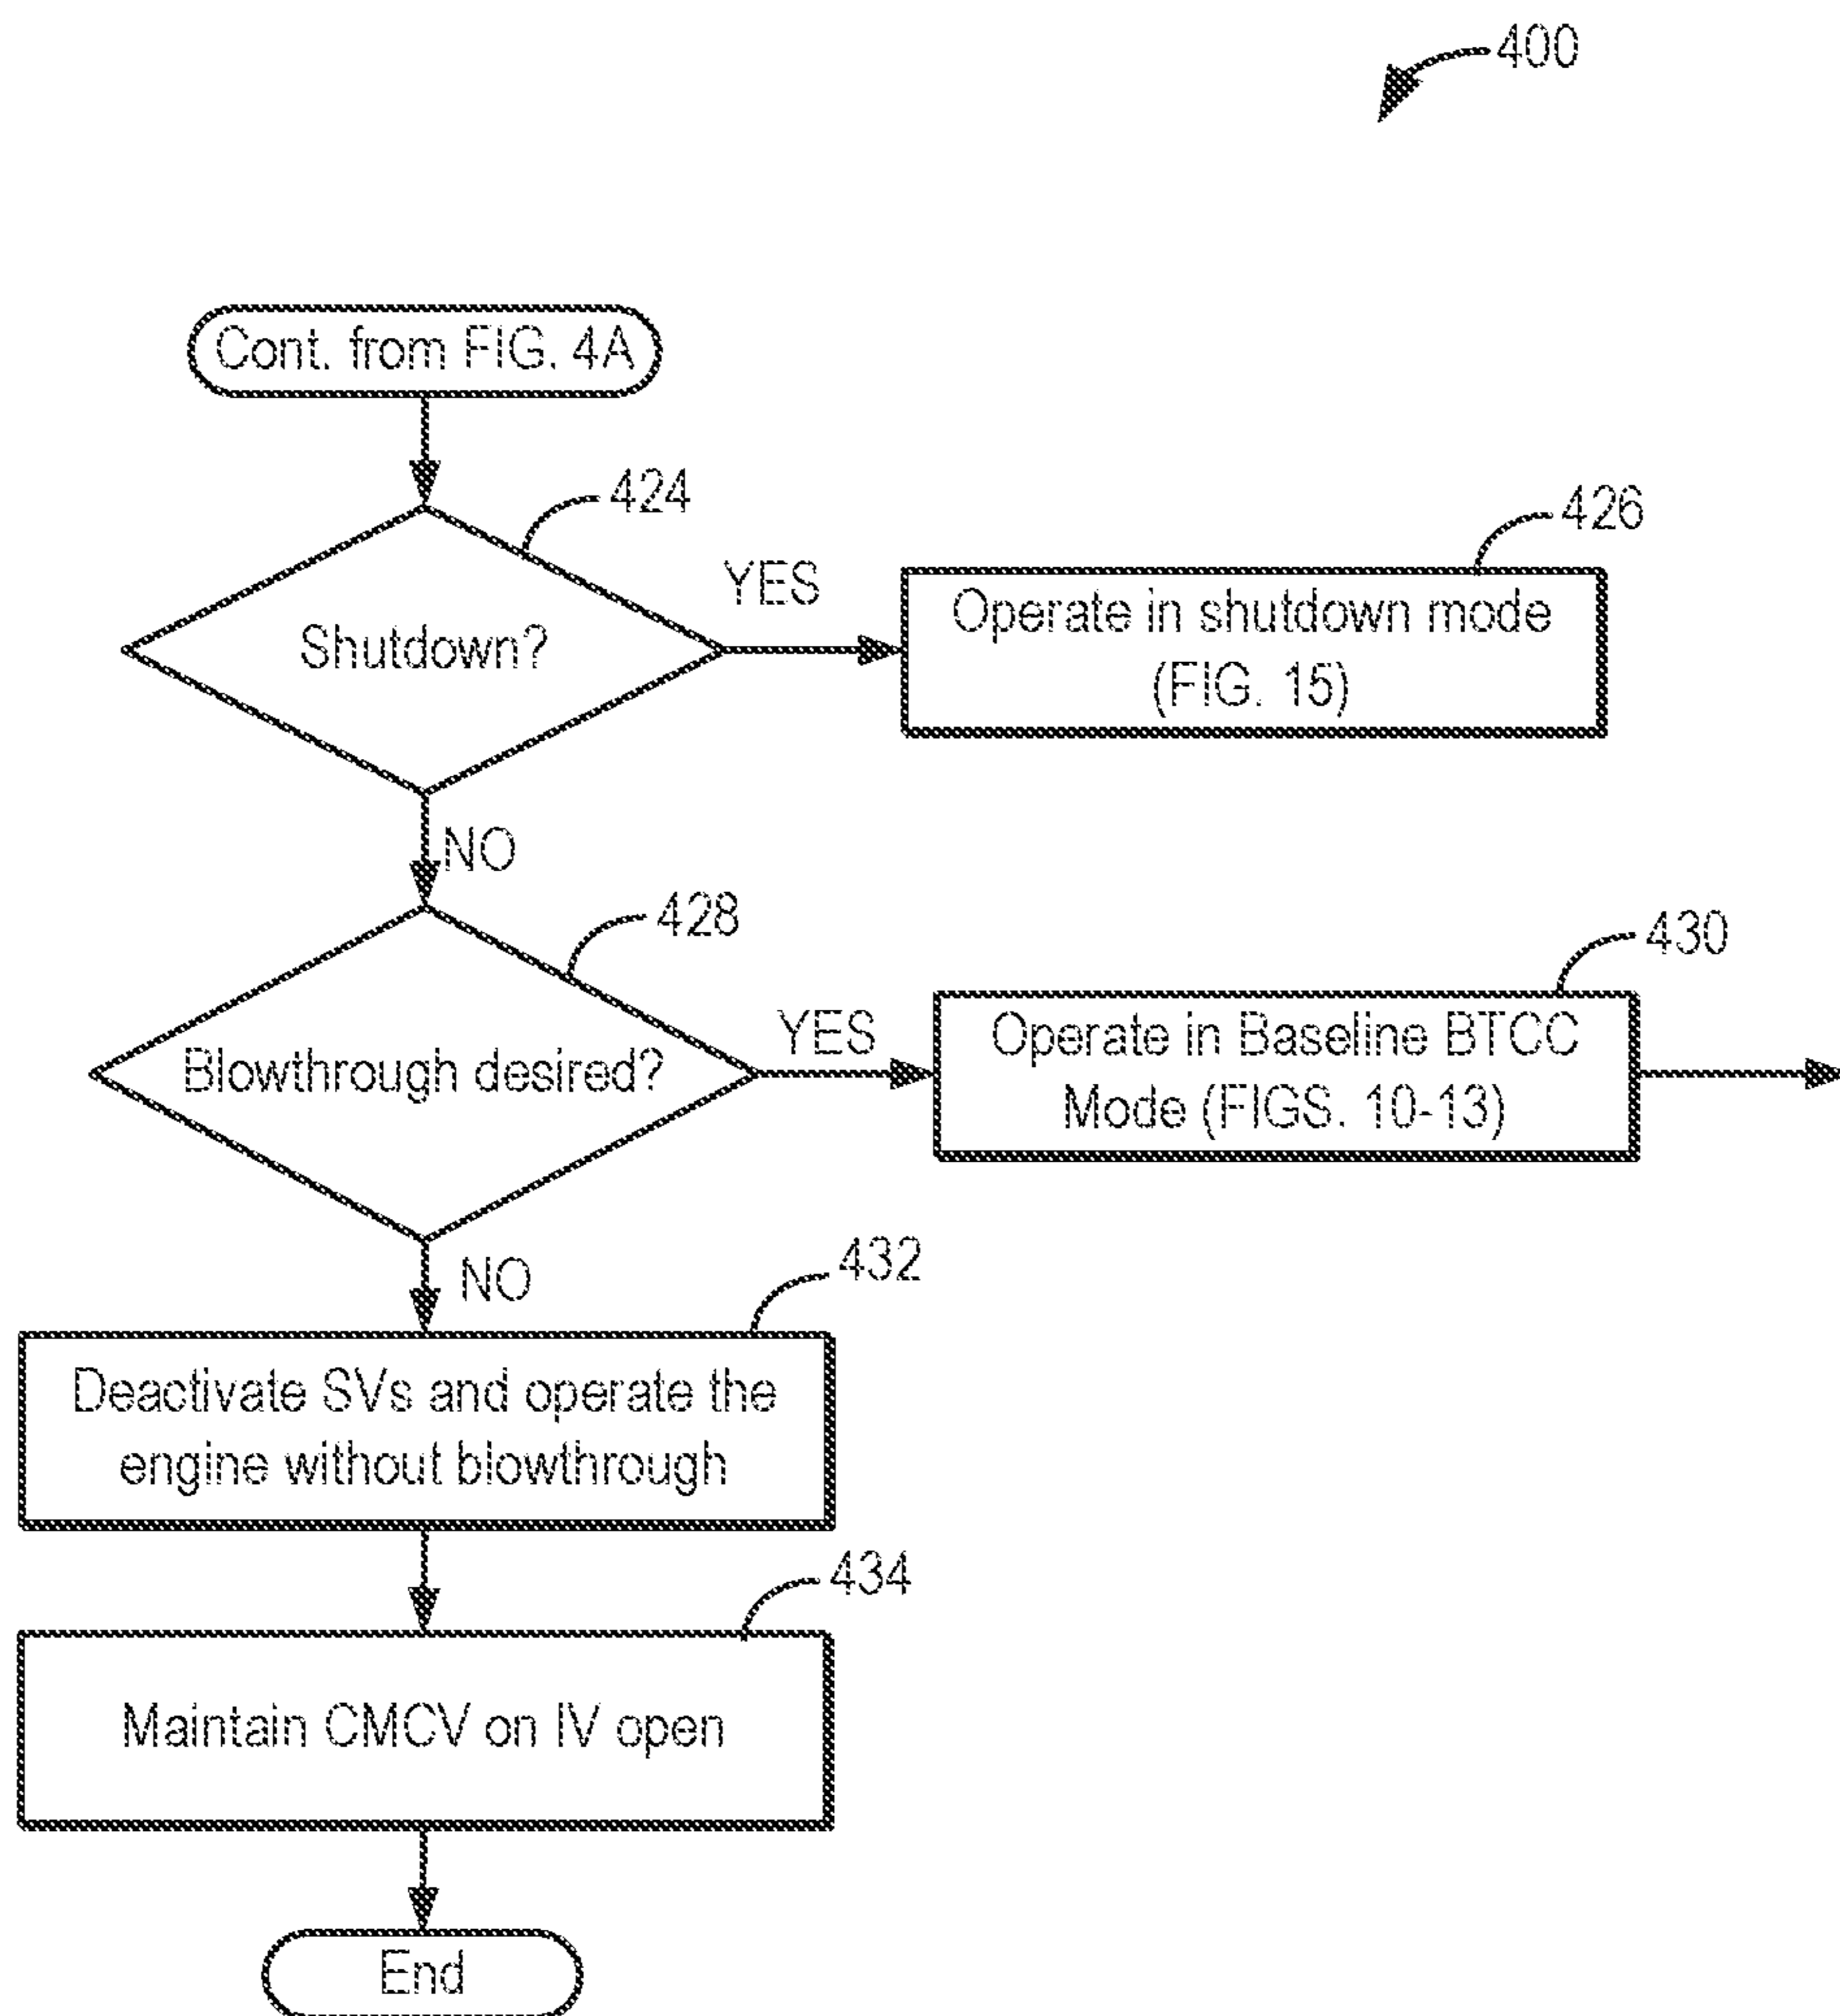 400
Cont. from FIG. 4A
424
Shutdown?
YES
426
Operate in shutdown mode
(FIG. 15)
NO
428
Blowthrough desired?
YES
430
Operate in Baseline BTCC
Mode (FIGS. 10-13)
NO
432
Deactivate SVs and operate the
engine without blowthrough
434
Maintain CMCV on IV open
End